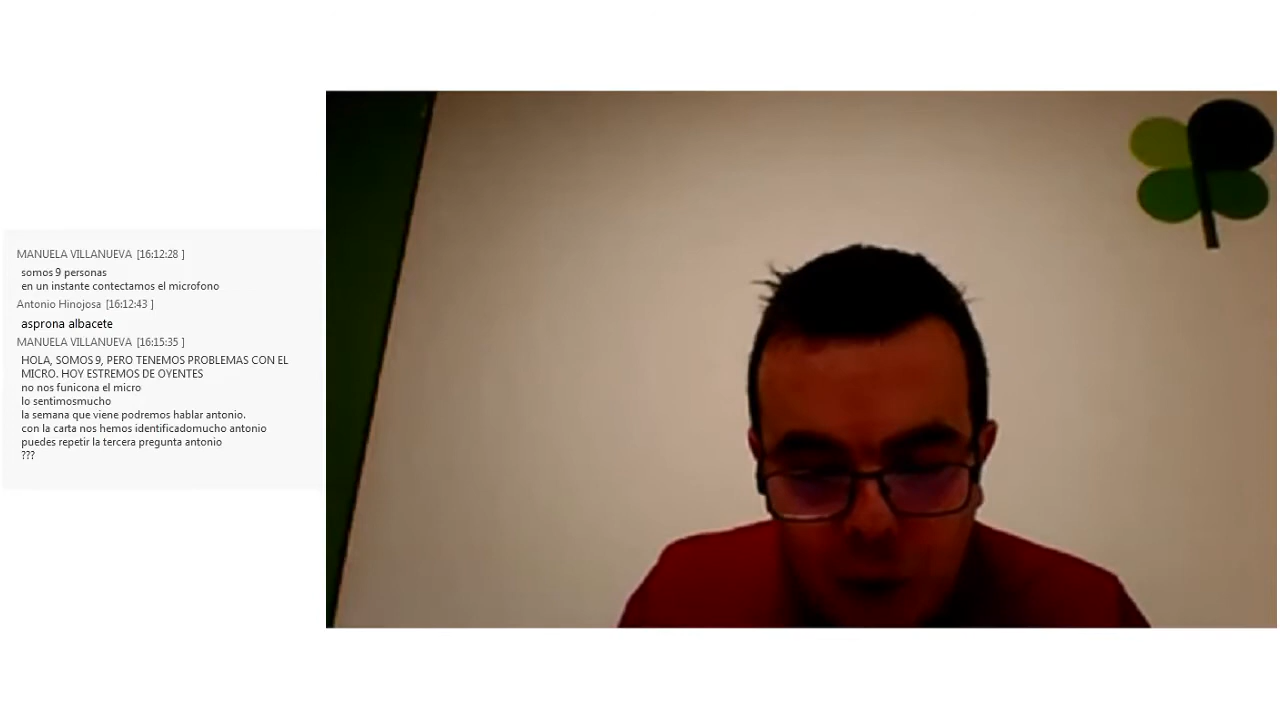 MANUELA VILLANUEVA [16:12:28 ]
somos 9 personas
en un instante contectamos el microfono
Antonio Hinojosa [16:12:43 ]
asprona albacete
MANUELA VILLANUEVA [16:15:35 ]
HOLA, SOMOS 9, PERO TENEMOS PROBLEMAS CON EL
MICRO. HOY ESTREMOS DE OYENTES
no nos funicona el micro
lo sentimosmucho
la semana que viene podremos hablar antonio.
con la carta nos hemos identificadomucho antonio
puedes repetir la tercera pregunta antonio
???